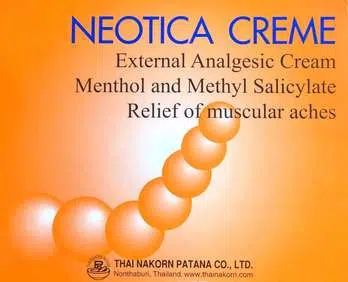 NEOTICA CREME
External Analgesic Cream
Menthol and Methyl Salicylate
Relief of muscular aches
THAI NAKORN PATANA CO., LTD.
Nonthaburi, Thailand. www.thainakorn.com